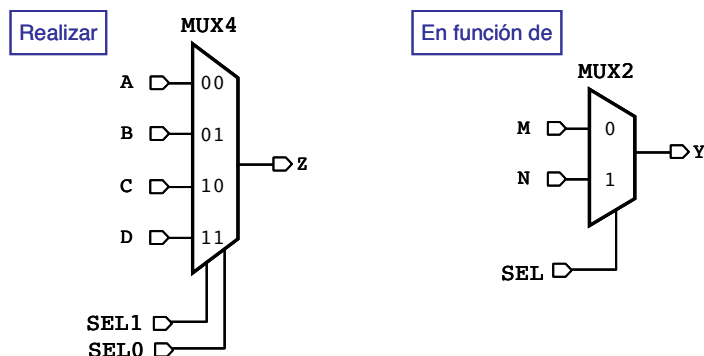 Realizar
MUX4
A
00
B
01
C
10
D
11
Z
SEL1
SEL0
En función de
MUX2
M
0
N
1
Y
SEL